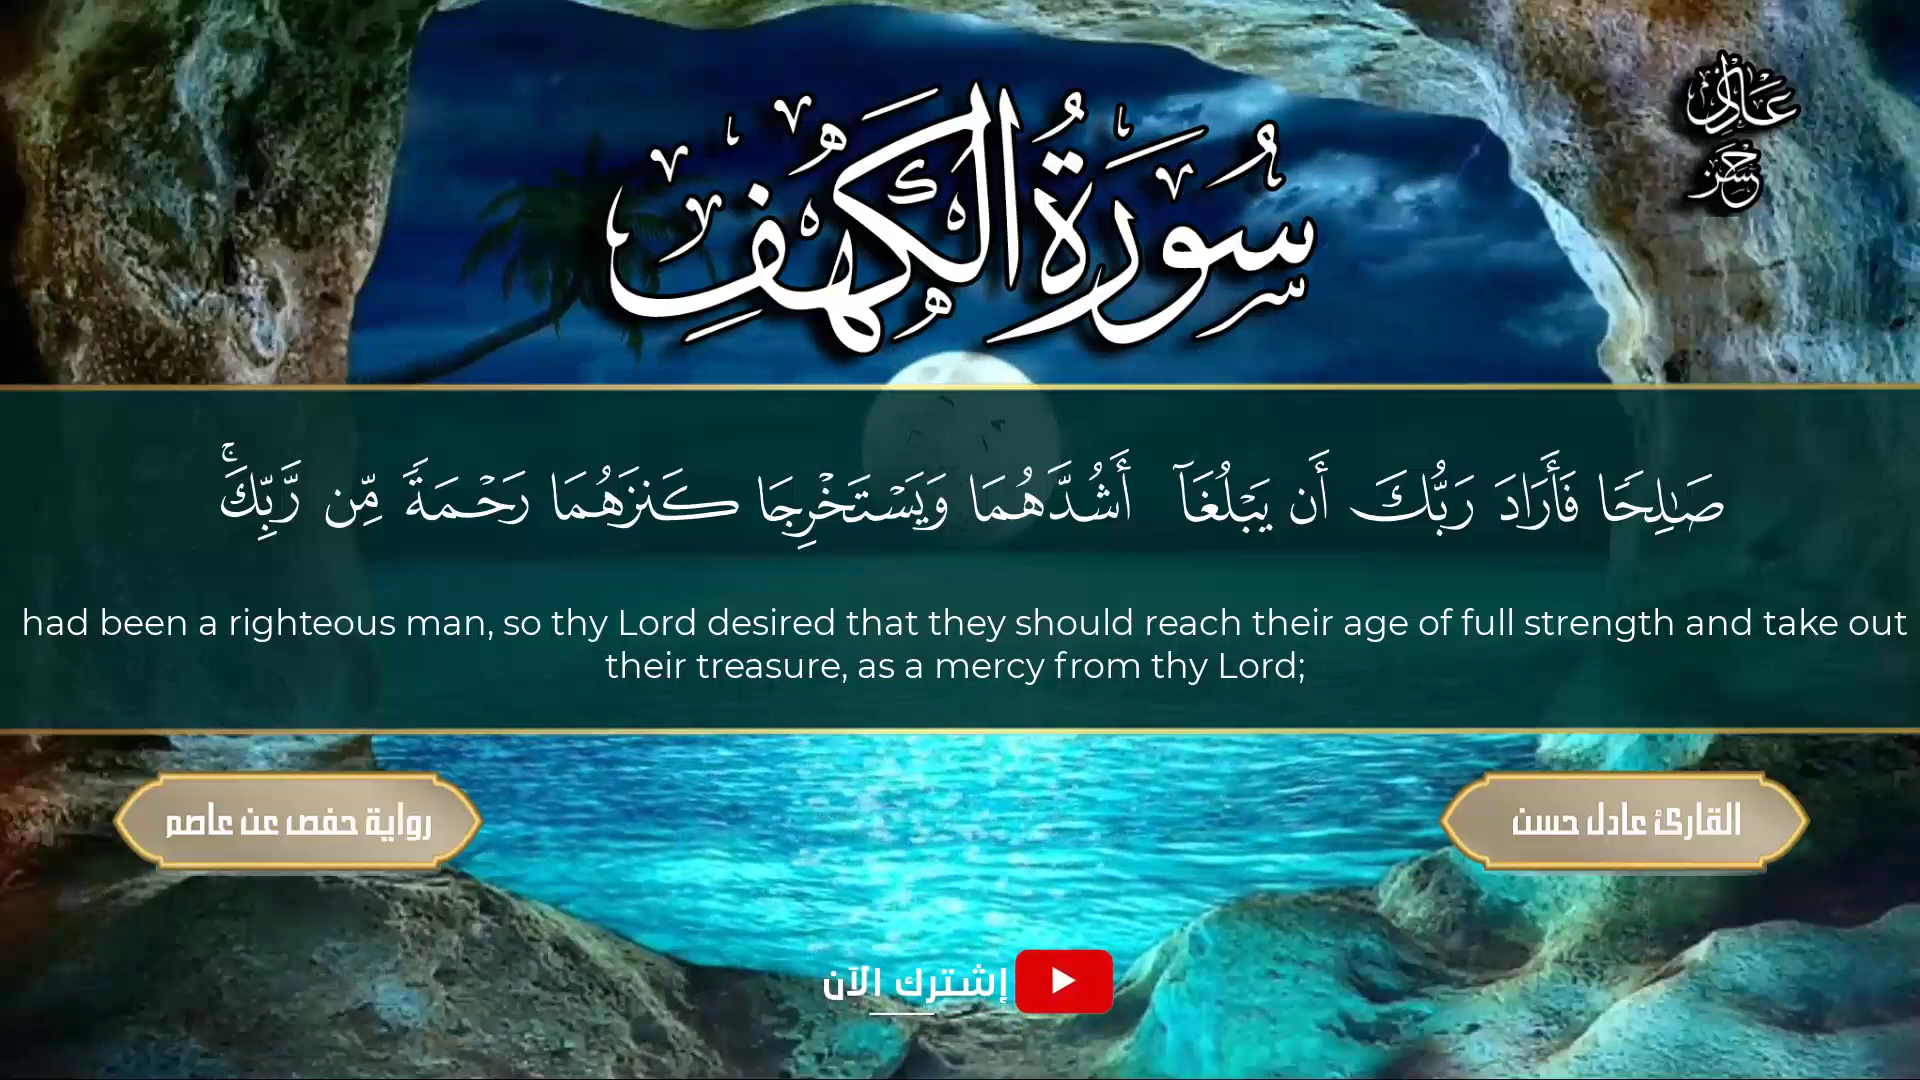 سُورَةُ الكَهْفِ
عادل
حسن
صَٰلِحًا فَأَرَادَ رَبُّكَ أَن يَبْلُغَآ أَشُدَّهُمَا وَيَسْتَخْرِجَا كَنزَهُمَا رَحْمَةً مِّن رَّبِّكَۚ
had been a righteous man, so thy Lord desired that they should reach their age of full strength and take out
their treasure, as a mercy from thy Lord;
القارئ عادل حسن
رواية حفص عن عاصم
إشترك الآن